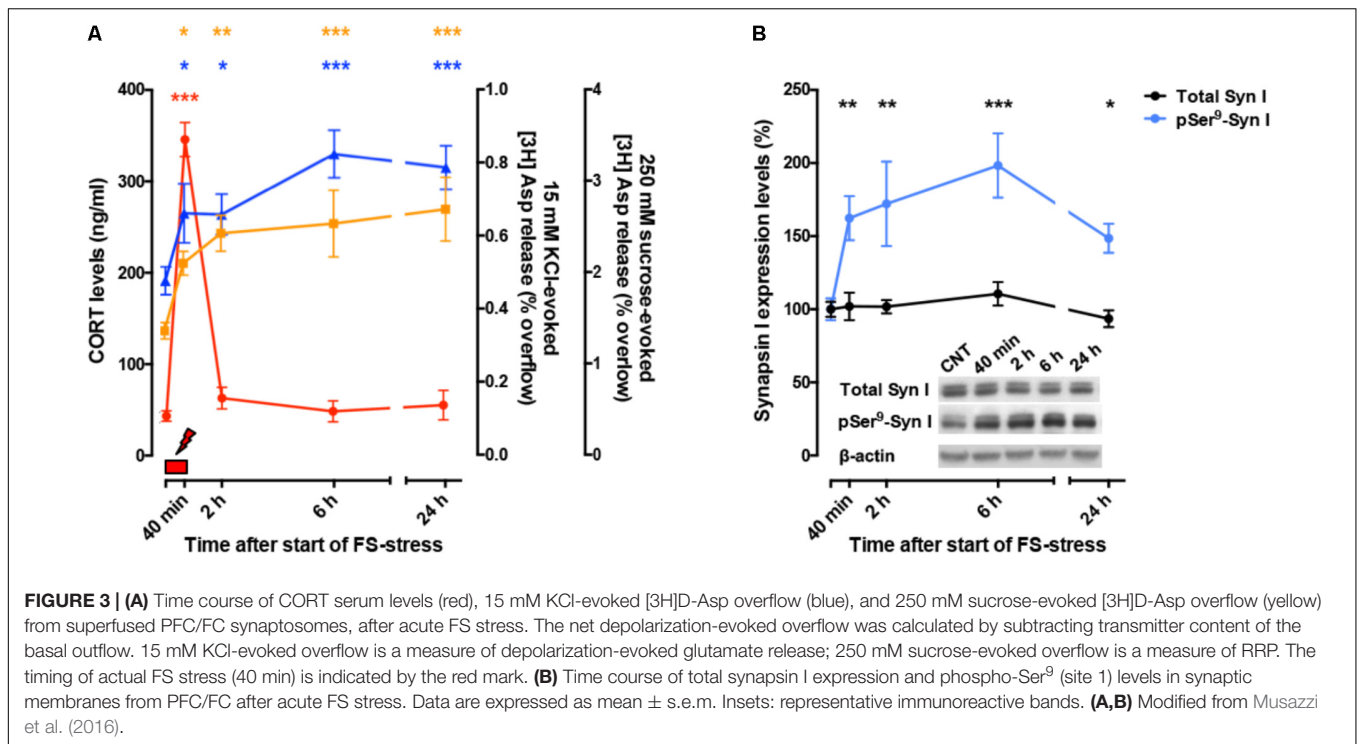 A
* ** *** ***
* * *** ***
***
400
300
200
100
0
CORT levels (ng/ml)
1.0
0.8
0.6
0.4
0.2
0.0
15 mM KCl-evoked
[3H] Asp release (% overflow)
4
3
2
1
0
250 mM sucrose-evoked
[3H] Asp release (% overlow)
40 min
2 h
6 h
24 h
Time after start of FS-stress
B
250
200
150
100
50
0
Synapsin I expression levels (%)
** ** *** *
Total Syn I
pSer⁹-Syn I
CNT 40 min 2 h 6 h 24 h
Total Syn I
pSer⁹-Syn I
β-actin
40 min
2 h
6 h
24 h
Time after start of FS-stress
FIGURE 3 | (A) Time course of CORT serum levels (red), 15 mM KCl-evoked [3H]D-Asp overflow (blue), and 250 mM sucrose-evoked [3H]D-Asp overflow (yellow)
from superfused PFC/FC synaptosomes, after acute FS stress. The net depolarization-evoked overflow was calculated by subtracting transmitter content of the
basal outflow. 15 mM KCl-evoked overflow is a measure of depolarization-evoked glutamate release; 250 mM sucrose-evoked overflow is a measure of RRP. The
timing of actual FS stress (40 min) is indicated by the red mark. (B) Time course of total synapsin I expression and phospho-Ser⁹ (site 1) levels in synaptic
membranes from PFC/FC after acute FS stress. Data are expressed as mean ± s.e.m. Insets: representative immunoreactive bands. (A,B) Modified from Musazzi
et al. (2016).